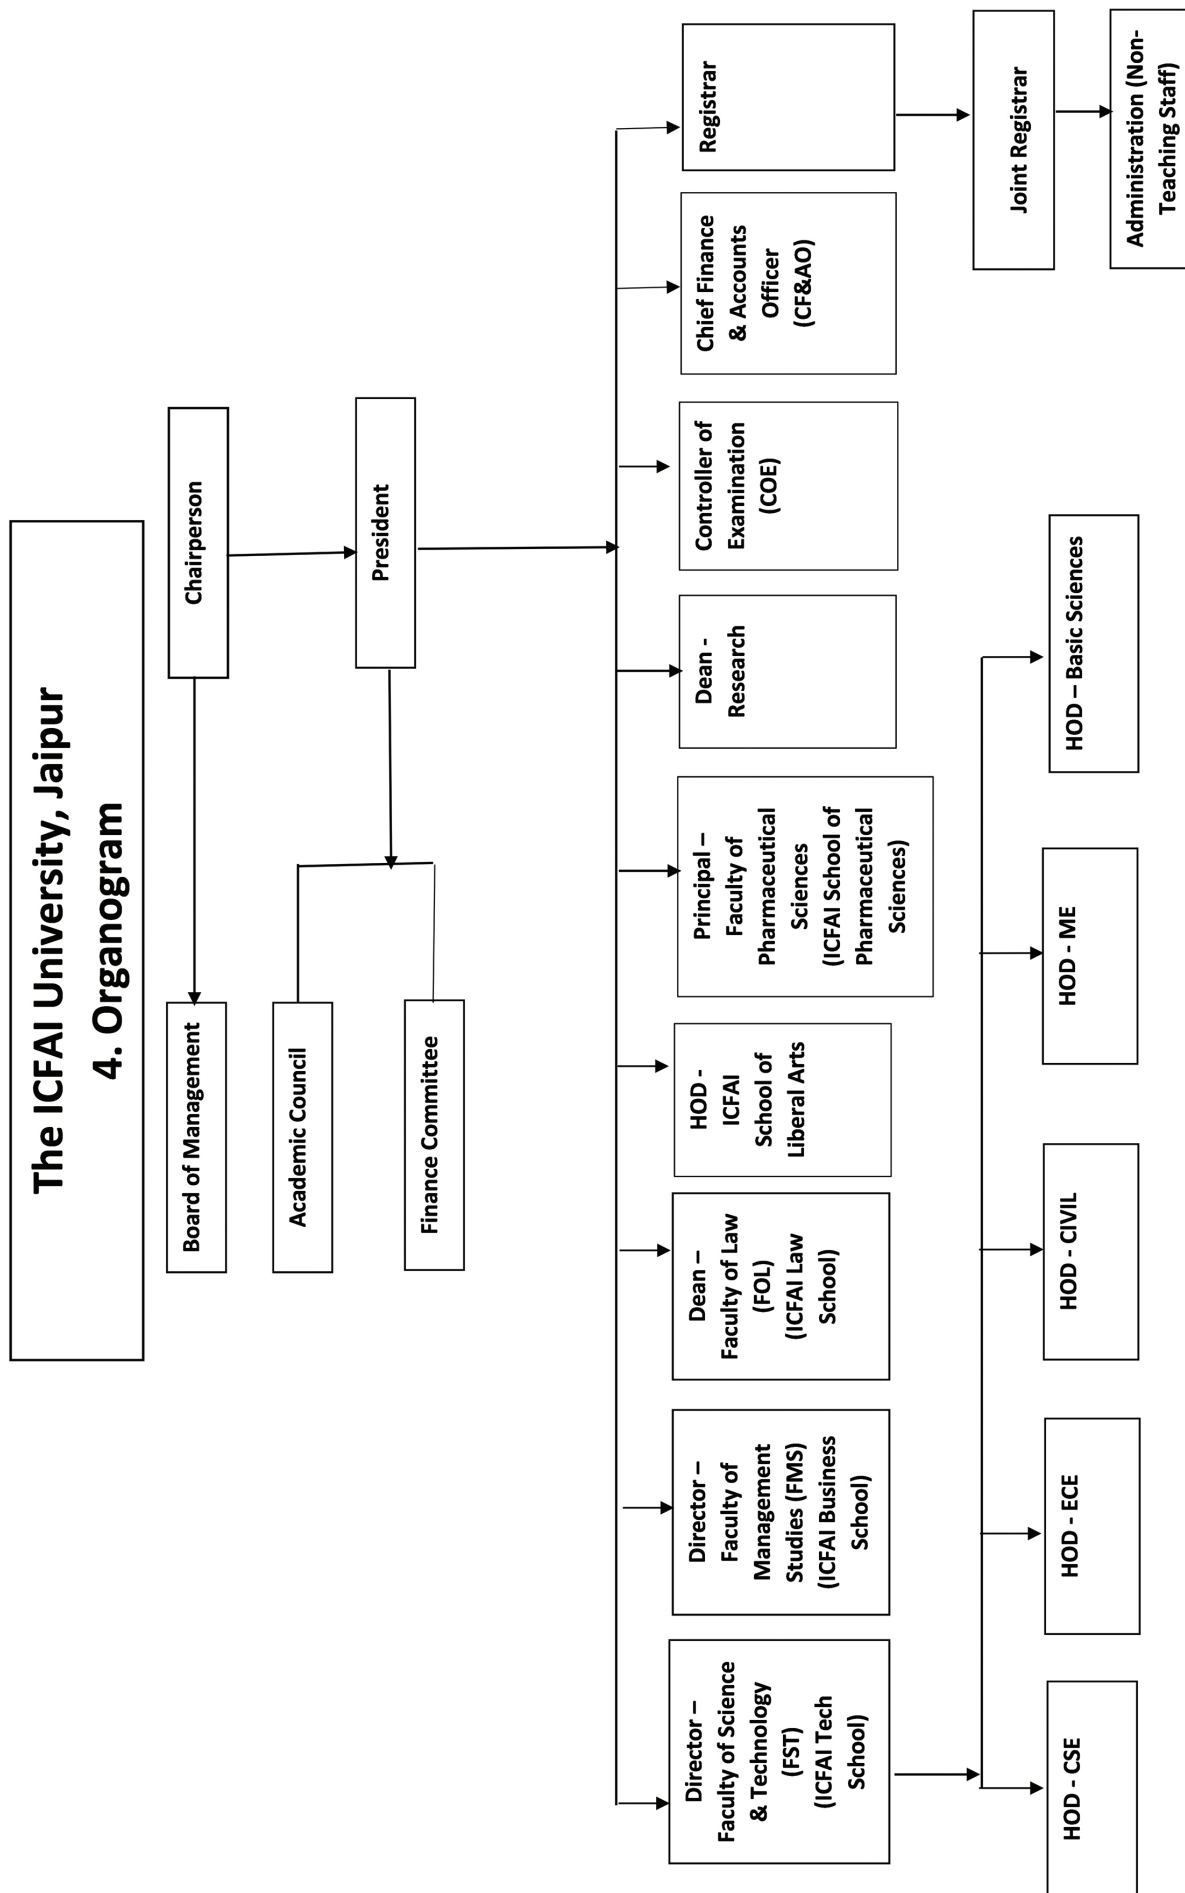 The ICFAI University, Jaipur
4. Organogram
Board of Management
Chairperson
Academic Council
President
Finance Committee
Director –
Faculty of Science
& Technology
(FST)
(ICFAI Tech
School)
Director –
Faculty of
Management
Studies (FMS)
(ICFAI Business
School)
Dean –
Faculty of Law
(FOL)
(ICFAI Law
School)
HOD -
ICFAI
School of
Liberal Arts
Principal –
Faculty of
Pharmaceutical
Sciences
(ICFAI School of
Pharmaceutical
Sciences)
Dean -
Research
Controller of
Examination
(COE)
Chief Finance
& Accounts
Officer
(CF&AO)
Registrar
Joint Registrar
HOD - CSE
HOD - ECE
HOD - CIVIL
HOD - ME
HOD – Basic Sciences
Administration (Non-
Teaching Staff)